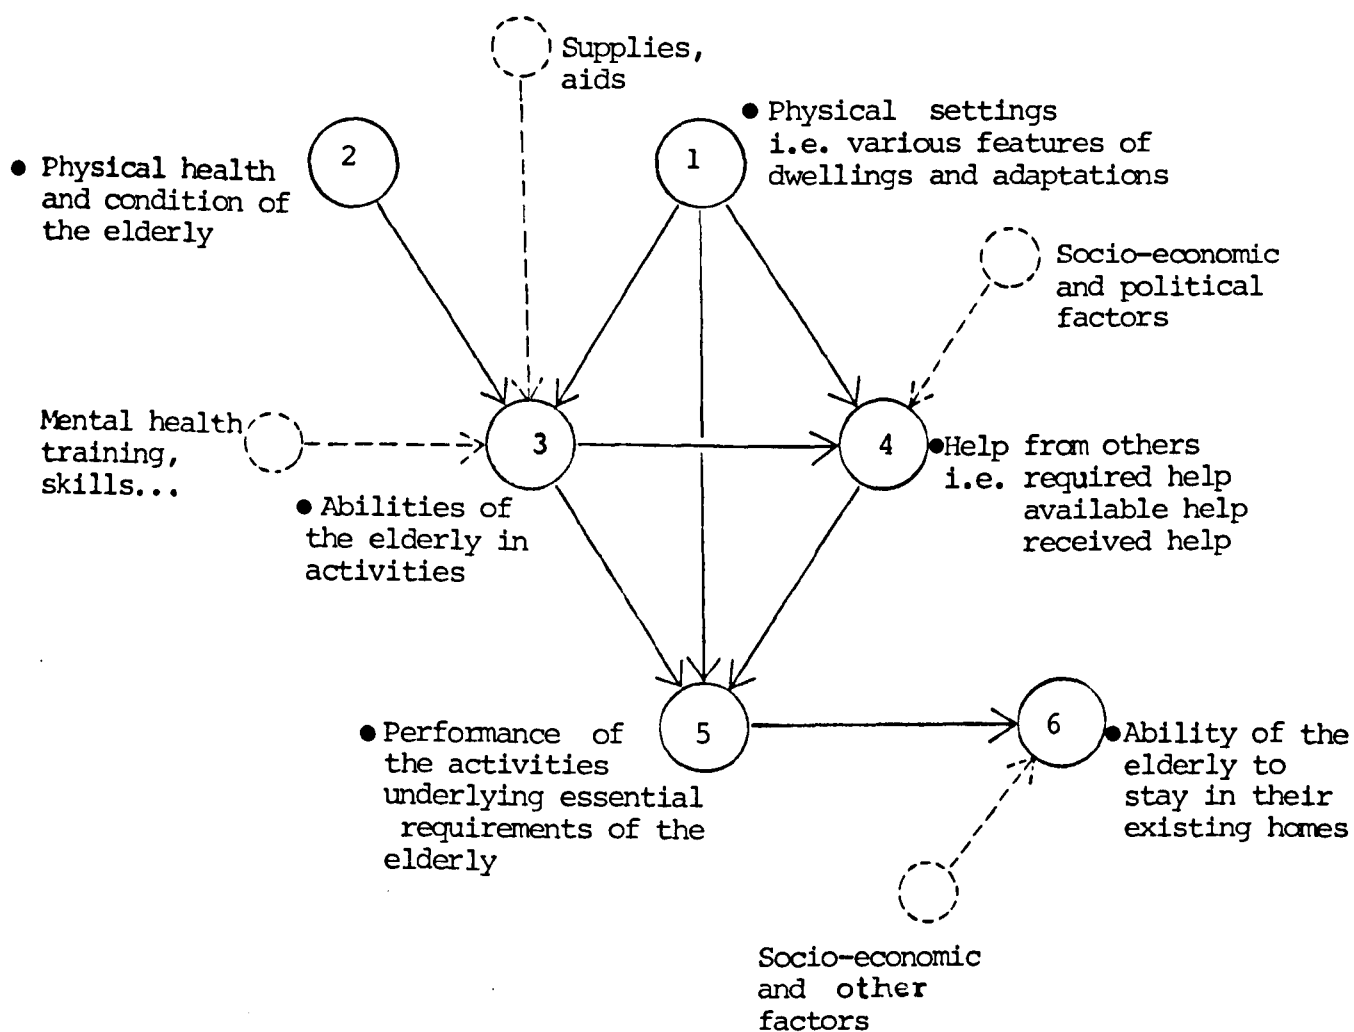 Supplies,
aids
2
1
● Physical settings
i.e. various features of
dwellings and adaptations
● Physical health
and condition of
the elderly
Socio-economic
and political
factors
Mental health
training,
skills...
3
4
●Help from others
i.e. required help
available help
received help
● Abilities of
the elderly in
activities
5
6
● Performance of
the activities
underlying essential
requirements of the
elderly
●Ability of the
elderly to
stay in their
existing homes
Socio-economic
and other
factors